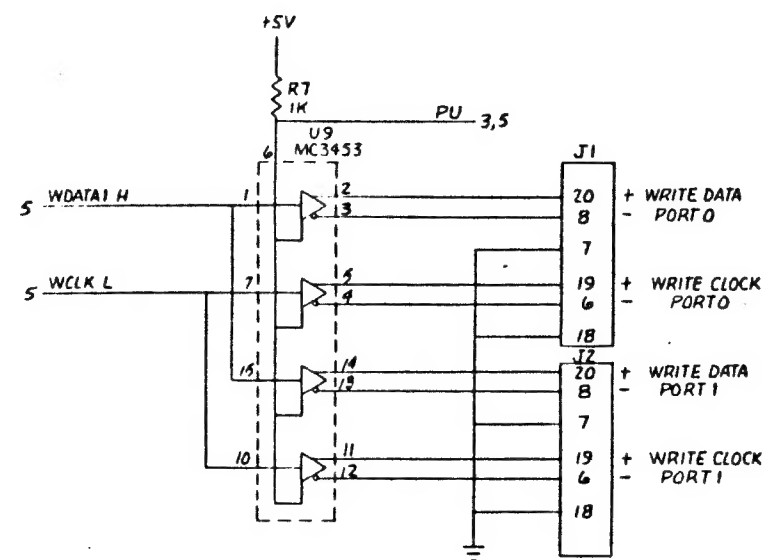 +5V
R7
1K
PU 3,5
U9
6 MC3453
J1
5 WDATA1 H 1 2 20 + WRITE DATA
3 8 - PORT 0
7
5 WCLK L 7 5 19 + WRITE CLOCK
4 6 - PORT 0
18
J2
15 14 20 + WRITE DATA
13 8 - PORT 1
7
10 11 19 + WRITE CLOCK
12 6 - PORT 1
18